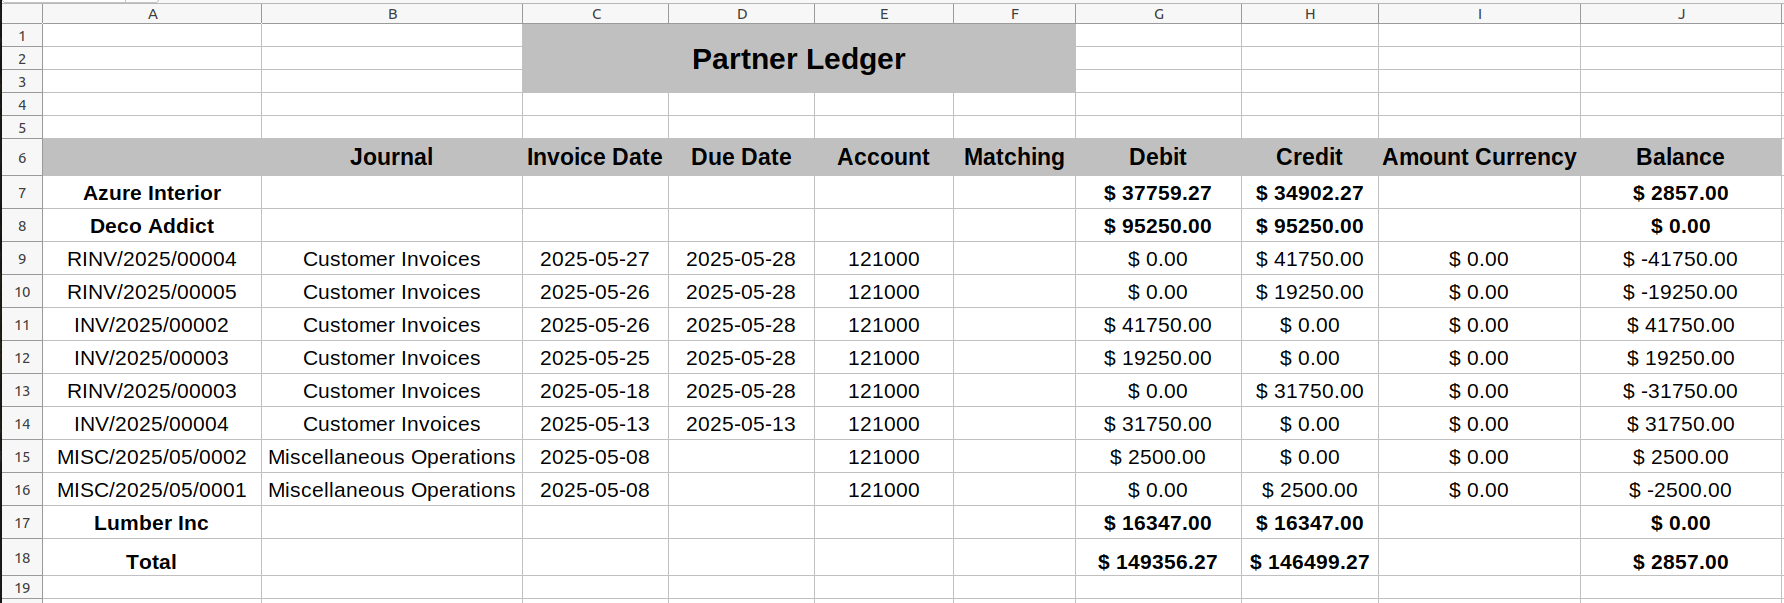 A B C D E F G H I J
1
2 Partner Ledger
3
4
5
6 Journal Invoice Date Due Date Account Matching Debit Credit Amount Currency Balance
7 Azure Interior $ 37759.27 $ 34902.27 $ 2857.00
8 Deco Addict $ 95250.00 $ 95250.00 $ 0.00
9 RINV/2025/00004 Customer Invoices 2025-05-27 2025-05-28 121000 $ 0.00 $ 41750.00 $ 0.00 $ -41750.00
10 RINV/2025/00005 Customer Invoices 2025-05-26 2025-05-28 121000 $ 0.00 $ 19250.00 $ 0.00 $ -19250.00
11 INV/2025/00002 Customer Invoices 2025-05-26 2025-05-28 121000 $ 41750.00 $ 0.00 $ 0.00 $ 41750.00
12 INV/2025/00003 Customer Invoices 2025-05-25 2025-05-28 121000 $ 19250.00 $ 0.00 $ 0.00 $ 19250.00
13 RINV/2025/00003 Customer Invoices 2025-05-18 2025-05-28 121000 $ 0.00 $ 31750.00 $ 0.00 $ -31750.00
14 INV/2025/00004 Customer Invoices 2025-05-13 2025-05-13 121000 $ 31750.00 $ 0.00 $ 0.00 $ 31750.00
15 MISC/2025/05/0002 Miscellaneous Operations 2025-05-08 121000 $ 2500.00 $ 0.00 $ 0.00 $ 2500.00
16 MISC/2025/05/0001 Miscellaneous Operations 2025-05-08 121000 $ 0.00 $ 2500.00 $ 0.00 $ -2500.00
17 Lumber Inc $ 16347.00 $ 16347.00 $ 0.00
18 Total $ 149356.27 $ 146499.27 $ 2857.00
19